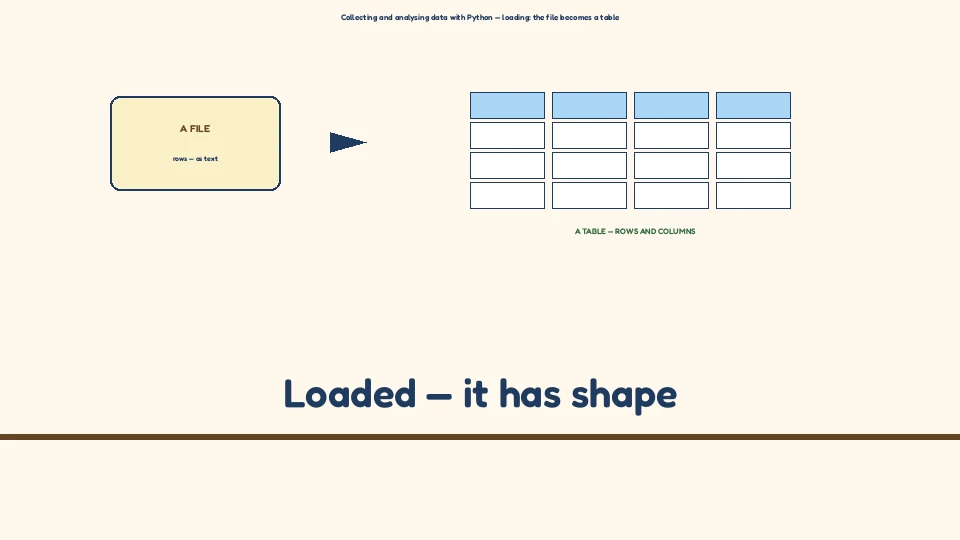 Collecting and analysing data with Python — loading: the file becomes a table
A FILE
rows — as text
A TABLE — ROWS AND COLUMNS
Loaded — it has shape